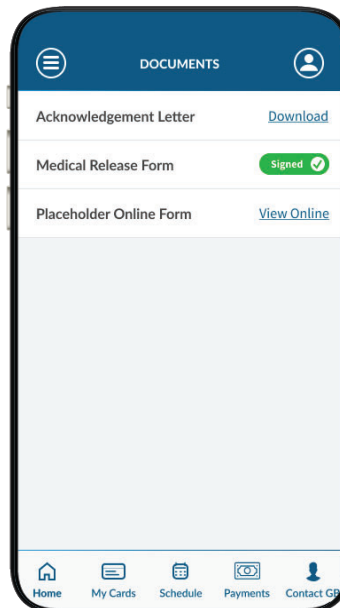 DOCUMENTS
Acknowledgement Letter Download
Medical Release Form Signed
Placeholder Online Form View Online
Home My Cards Schedule Payments Contact GB